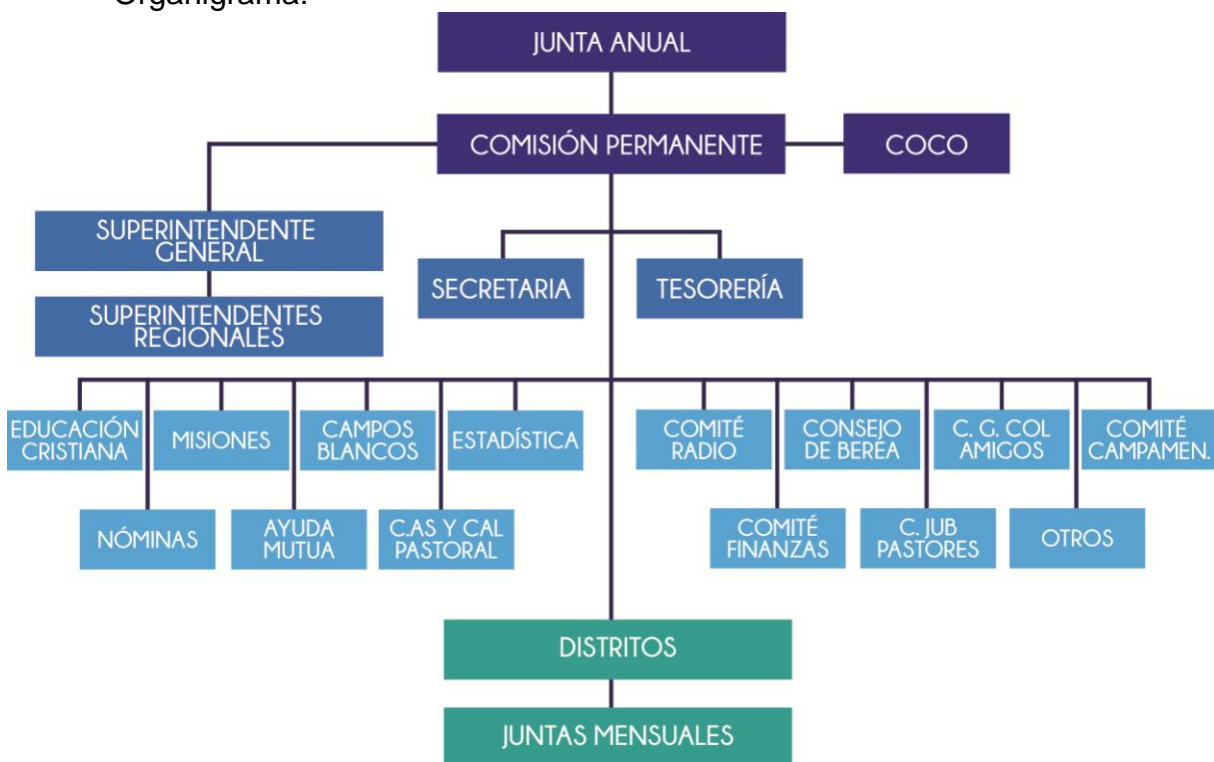 Organigrama:
JUNTA ANUAL
COMISIÓN PERMANENTE
COCO
SUPERINTENDENTE
GENERAL
SECRETARIA
TESORERÍA
SUPERINTENDENTES
REGIONALES
EDUCACIÓN
CRISTIANA
MISIONES
CAMPOS
BLANCOS
ESTADÍSTICA
COMITÉ
RADIO
CONSEJO
DE BEREA
C. G. COL
AMIGOS
COMITÉ
CAMPAMEN.
NÓMINAS
AYUDA
MUTUA
C.AS Y CAL
PASTORAL
COMITÉ
FINANZAS
C. JUB
PASTORES
OTROS
DISTRITOS
JUNTAS MENSUALES